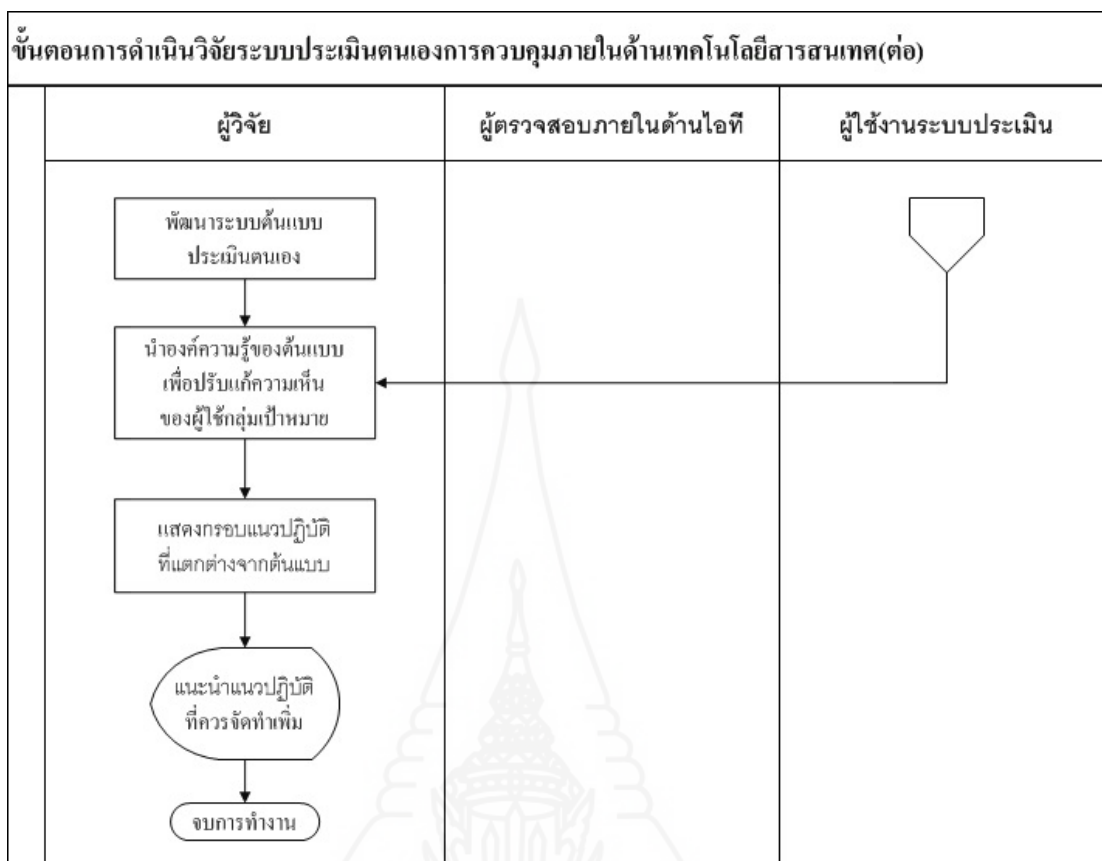 ขั้นตอนการดำเนินวิจัยระบบประเมินตนเองการควบคุมภายในด้านเทคโนโลยีสารสนเทศ(ต่อ)
ผู้วิจัย
ผู้ตรวจสอบภายในด้านไอที
ผู้ใช้งานระบบประเมิน
พัฒนาระบบต้นแบบ
ประเมินตนเอง
นำองค์ความรู้ของต้นแบบ
เพื่อปรับแก้ความเห็น
ของผู้ใช้กลุ่มเป้าหมาย
แสดงกรอบแนวปฏิบัติ
ที่แตกต่างจากต้นแบบ
แนะนำแนวปฏิบัติ
ที่ควรจัดทำเพิ่ม
จบการทำงาน